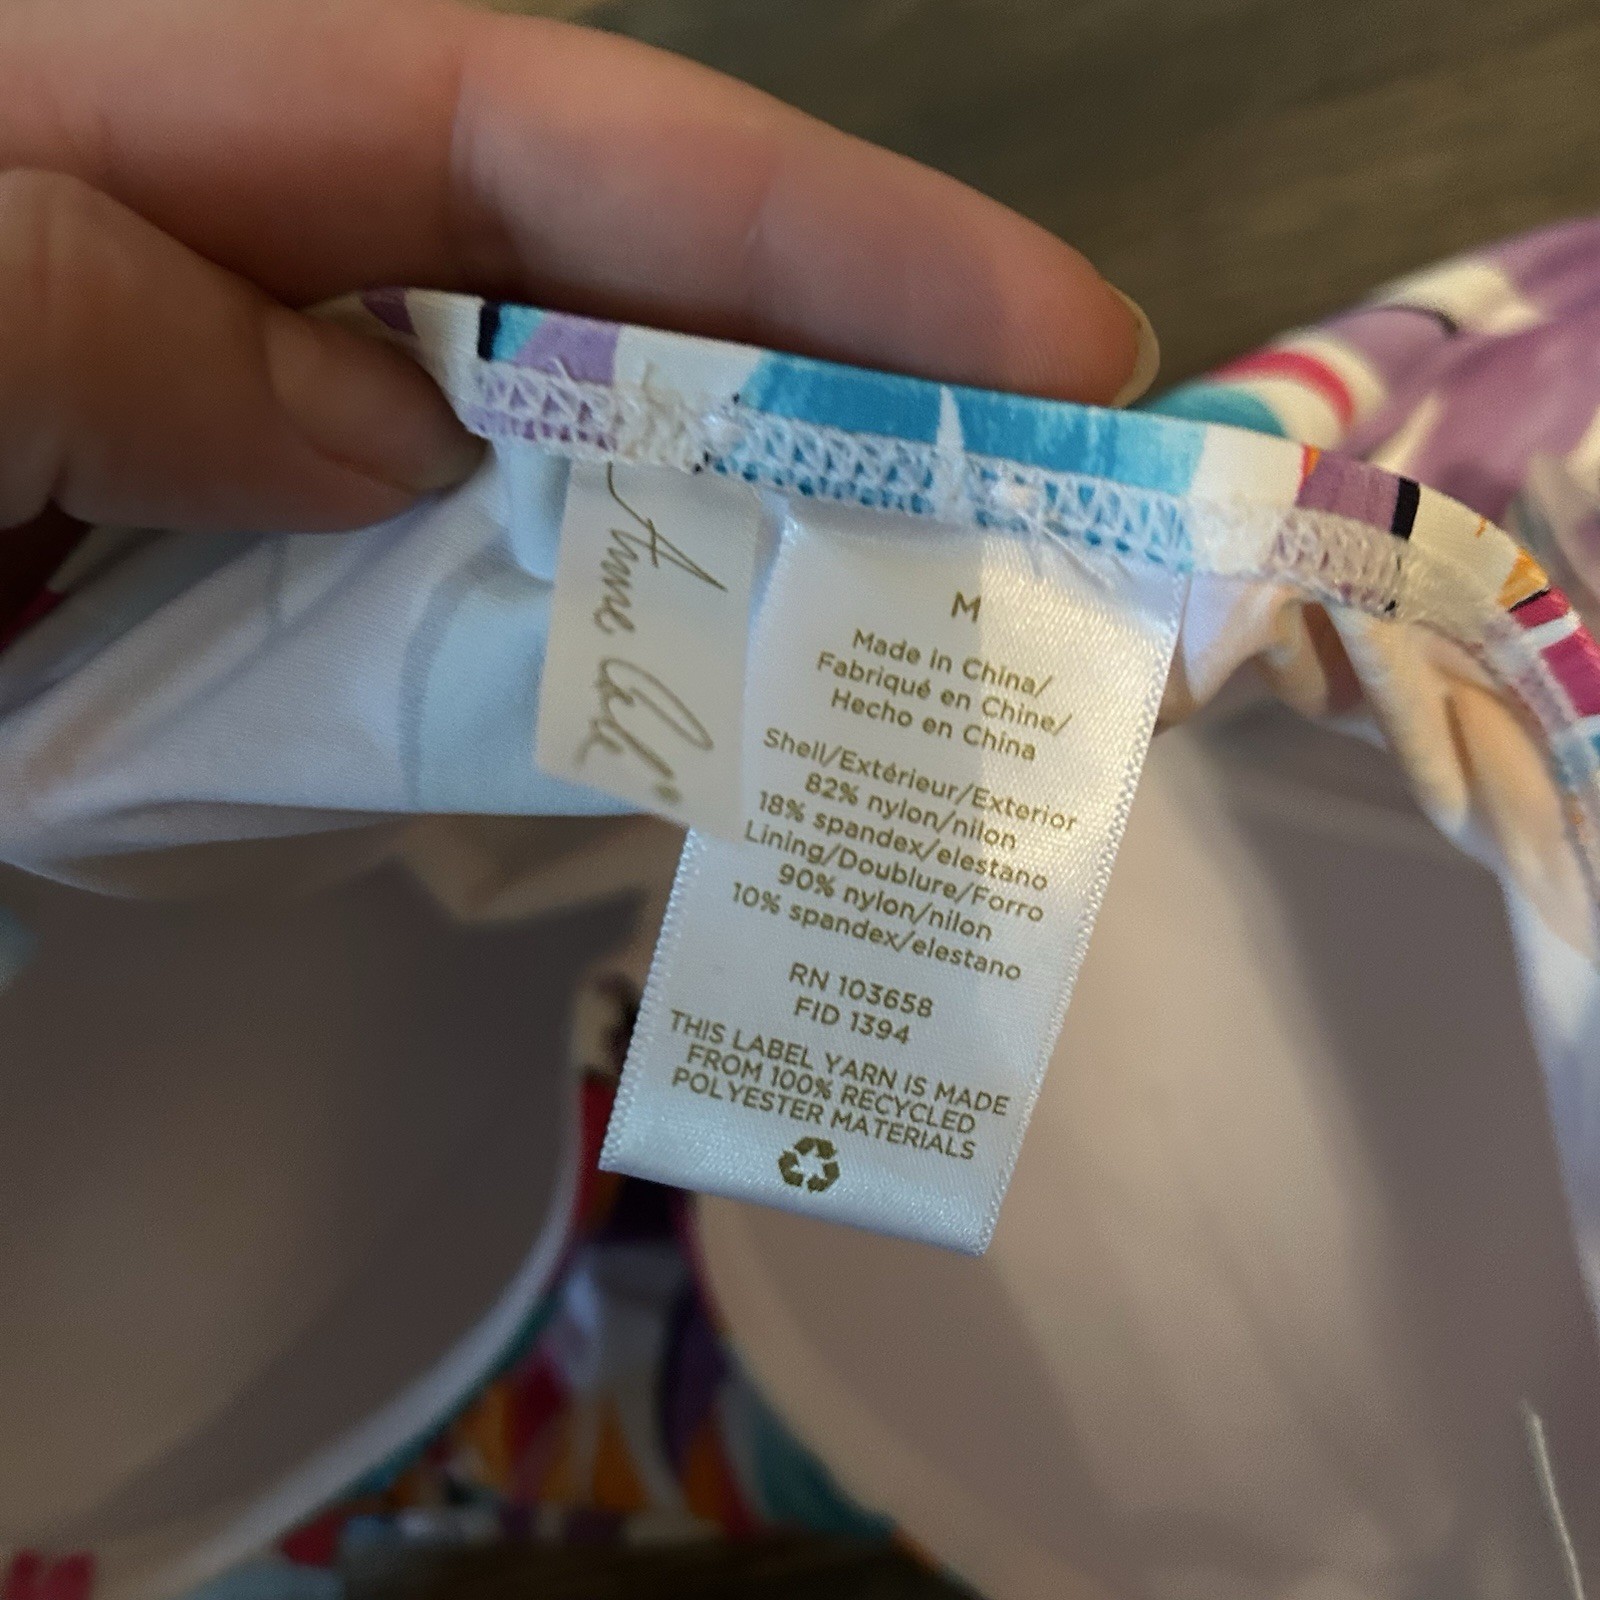 Anne Cole
M
Made in China/
Fabriqué en Chine/
Hecho en China
Shell/Extérieur/Exterior
82% nylon/nilon
18% spandex/elestano
Lining/Doublure/Forro
90% nylon/nilon
10% spandex/elestano
RN 103658
FID 1394
THIS LABEL YARN IS MADE
FROM 100% RECYCLED
POLYESTER MATERIALS